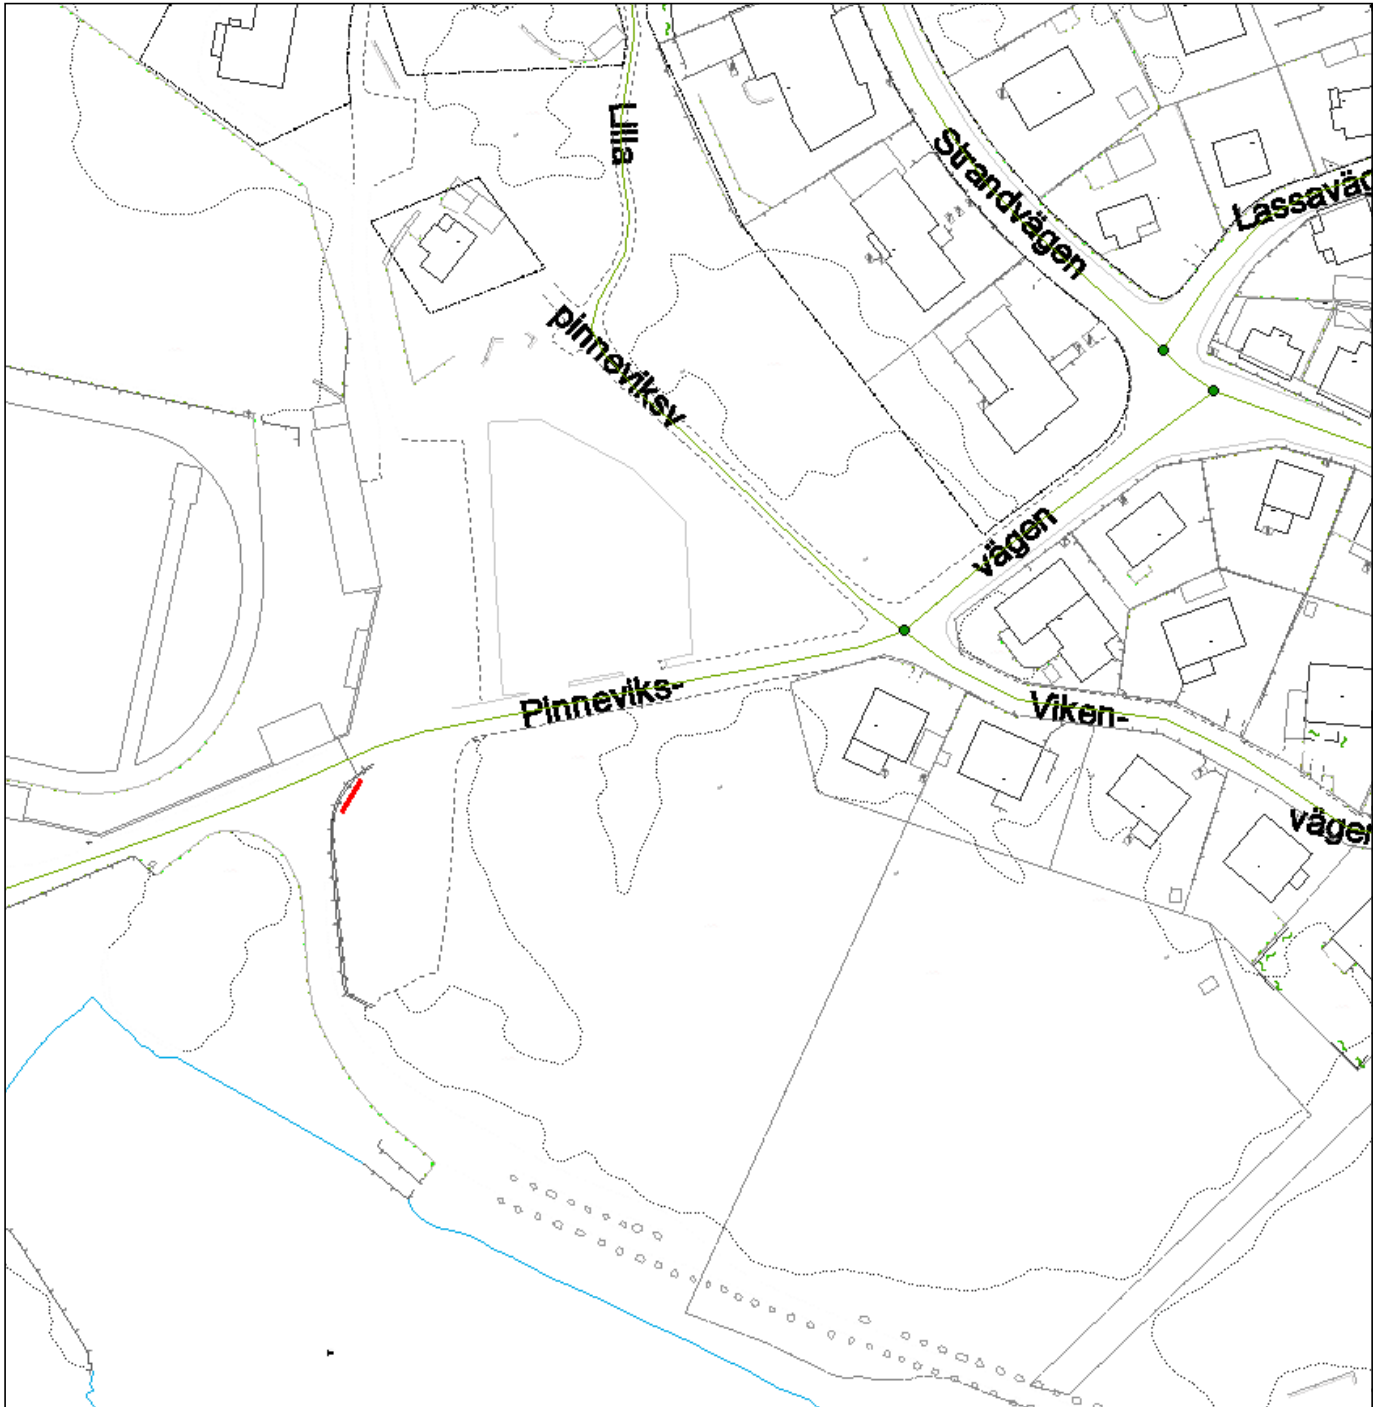 Lilla
Strandvägen
Lassaväg
pinneviksv
vägen
Pinneviks-
Viken-
vägen